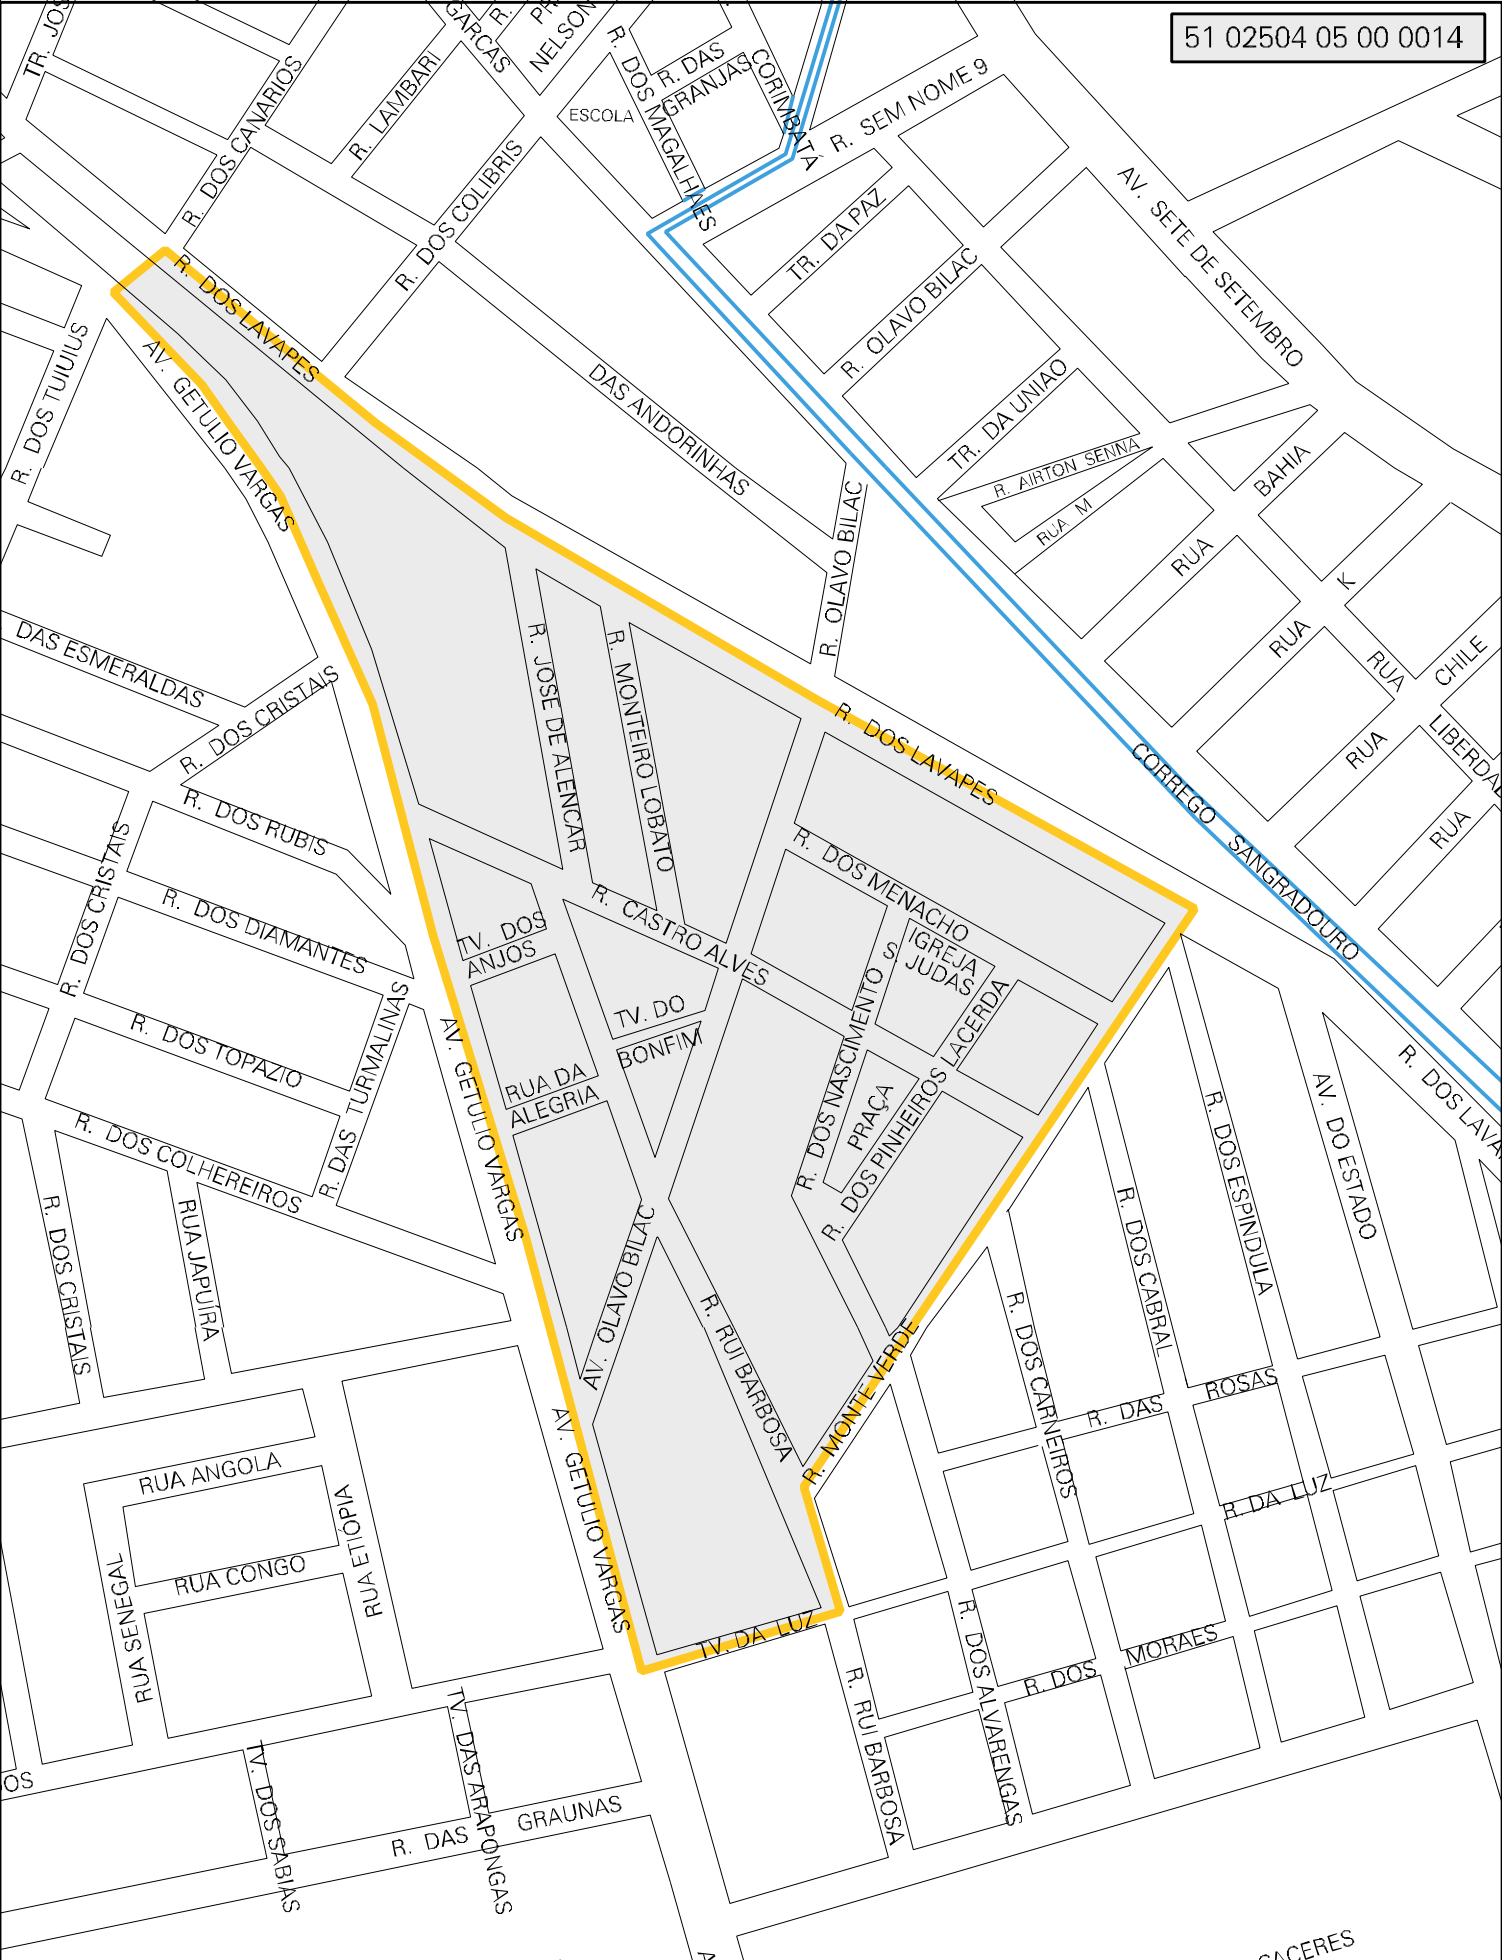 51 02504 05 00 0014
GARCAS
R.
NELSON
R. DOS MAGALHAES
R. DAS
GRANJAS
CORIMBATÁ
R. SEM NOME 9
ESCOLA
R. LAMBARI
R. DOS CANARIOS
R. DOS COLIBRIS
TR. DA PAZ
AV. SETE DE SETEMBRO
R. OLAVO BILAC
TR. DA UNIAO
R. AIRTON SENNA
RUA M
BAHIA
RUA
K
RUA
RUA
CHILE
RUA
LIBERDAD
RUA
R. DOS LAVAPES
AV. GETULIO VARGAS
R. DOS TUIUIUS
DAS ANDORINHAS
R. OLAVO BILAC
DAS ESMERALDAS
R. DOS CRISTAIS
R. JOSE DE ALENCAR
R. MONTEIRO LOBATO
R. DOS LAVAPES
CORREGO SANGRADOURO
R. DOS RUBIS
R. DOS CRISTAIS
R. DOS DIAMANTES
R. DOS MENACHO
TV. DOS
ANJOS
R. CASTRO ALVES
IGREJA
S. JUDAS
R. DOS NASCIMENTO
R. DOS PINHEIROS LACERDA
PRAÇA
TV. DO
BONFIM
RUA DA
ALEGRIA
R. DOS TOPAZIO
R. DAS TURMALINAS
AV. GETULIO VARGAS
R. DOS COLHEREIROS
R. DOS CRISTAIS
RUA JAPUÍRA
AV. OLAVO BILAC
R. RUI BARBOSA
R. MONTE VERDE
R. DOS LAVA
AV. DO ESTADO
R. DOS ESPINDULA
R. DOS CABRAL
R. DOS CARNEIROS
R. DAS ROSAS
R. DA LUZ
AV. GETULIO VARGAS
RUA ANGOLA
RUA ETIÓPIA
RUA CONGO
RUA SENEGAL
TV. DA LUZ
R. RUI BARBOSA
R. DOS ALVARENGAS
R. DOS MORAES
OS
TV. DOS SABIAS
TV. DAS ARAPONGAS
R. DAS GRAUNAS
CACERES